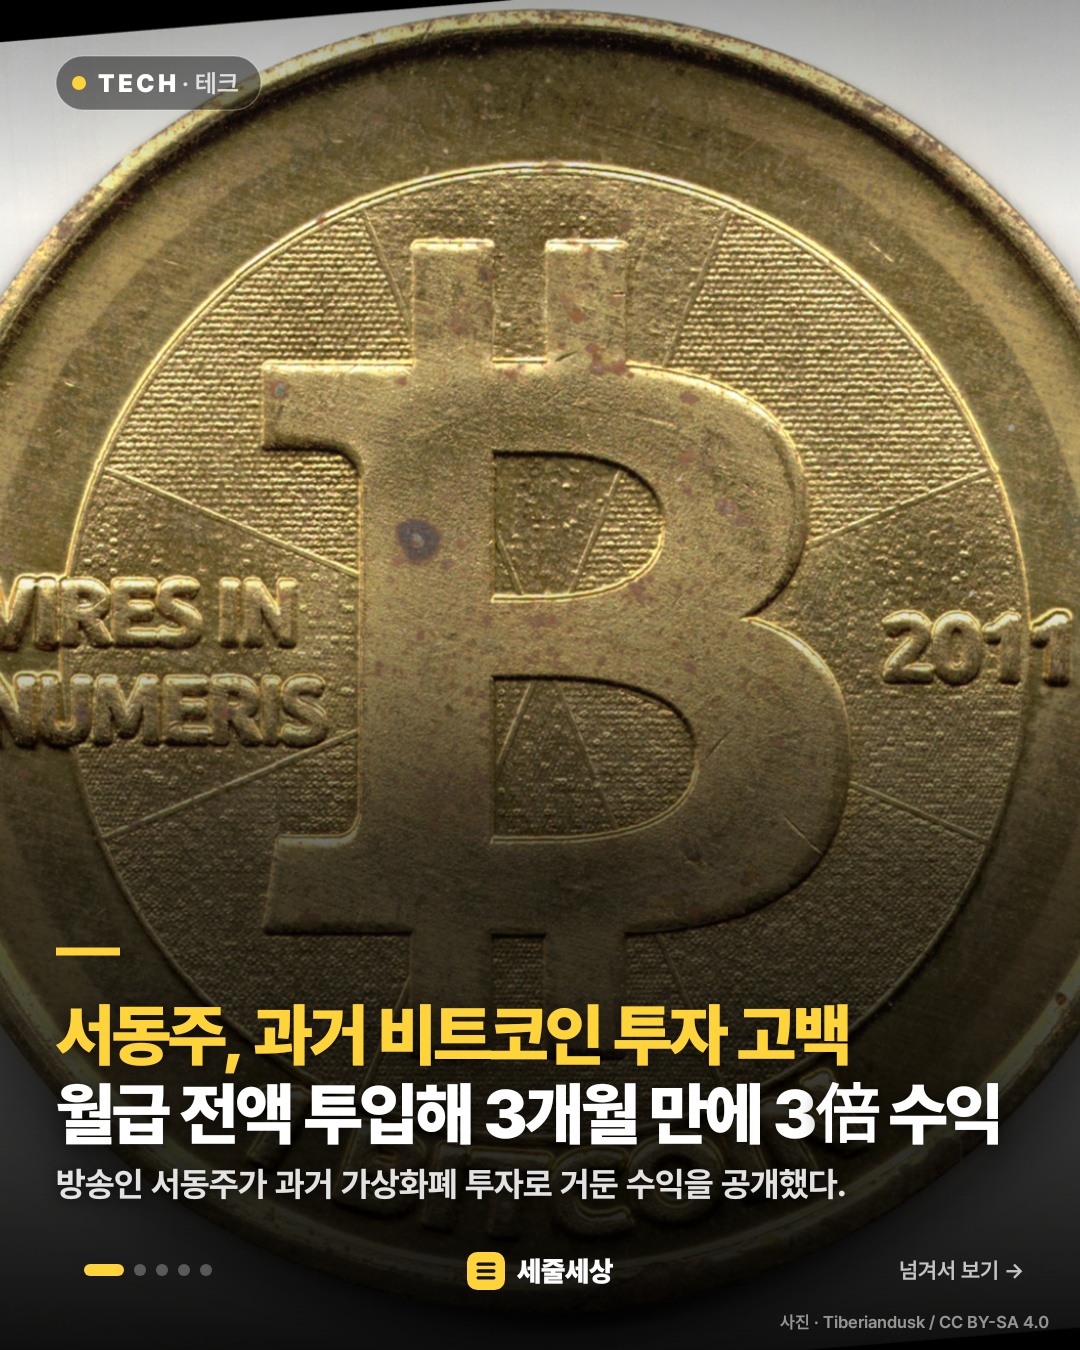 TECH · 테크
VIRES IN
NUMERIS
2011
서동주, 과거 비트코인 투자 고백
월급 전액 투입해 3개월 만에 3倍 수익
BITCO
방송인 서동주가 과거 가상화폐 투자로 거둔 수익을 공개했다.
세줄세상
넘겨서 보기 →
사진 · Tiberiandusk / CC BY-SA 4.0